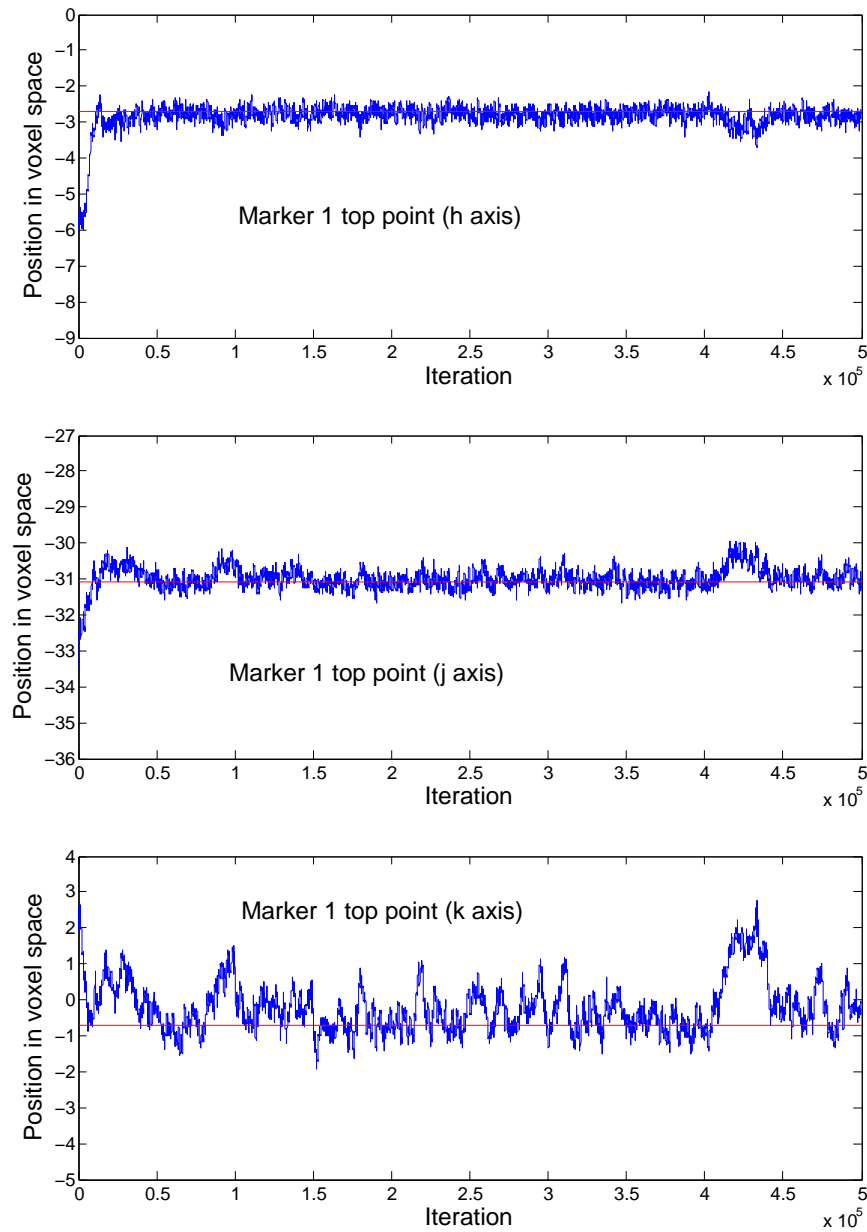 0
−1
−2
−3
−4
−5
−6
−7
−8
−9
Position in voxel space
Marker 1 top point (h axis)
0 0.5 1 1.5 2 2.5 3 3.5 4 4.5 5
x 10^5
Iteration
−27
−28
−29
−30
−31
−32
−33
−34
−35
−36
Position in voxel space
Marker 1 top point (j axis)
0 0.5 1 1.5 2 2.5 3 3.5 4 4.5 5
x 10^5
Iteration
4
3
2
1
0
−1
−2
−3
−4
−5
Position in voxel space
Marker 1 top point (k axis)
0 0.5 1 1.5 2 2.5 3 3.5 4 4.5 5
x 10^5
Iteration